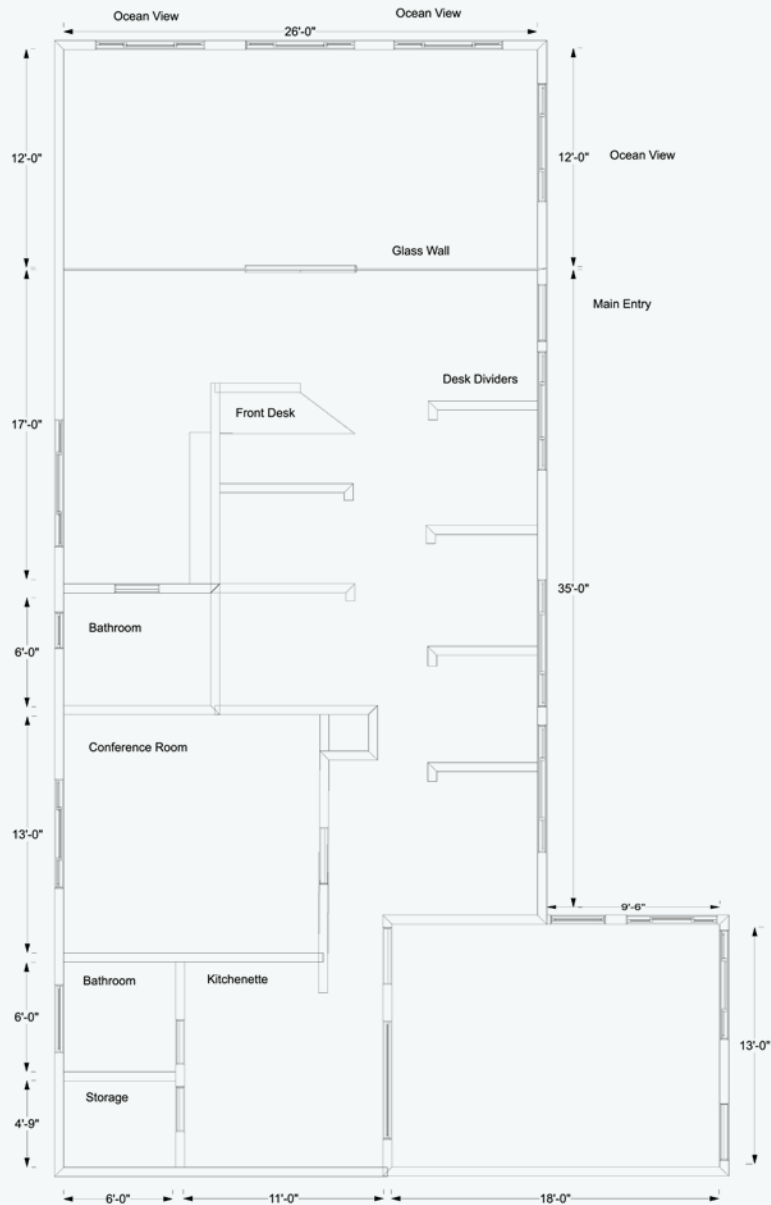 Ocean View
Ocean View
26'-0"
12'-0"
12'-0"
Ocean View
Glass Wall
Main Entry
Desk Dividers
Front Desk
17'-0"
35'-0"
Bathroom
6'-0"
Conference Room
13'-0"
9'-6"
Bathroom
Kitchenette
6'-0"
13'-0"
Storage
4'-9"
6'-0"
11'-0"
18'-0"